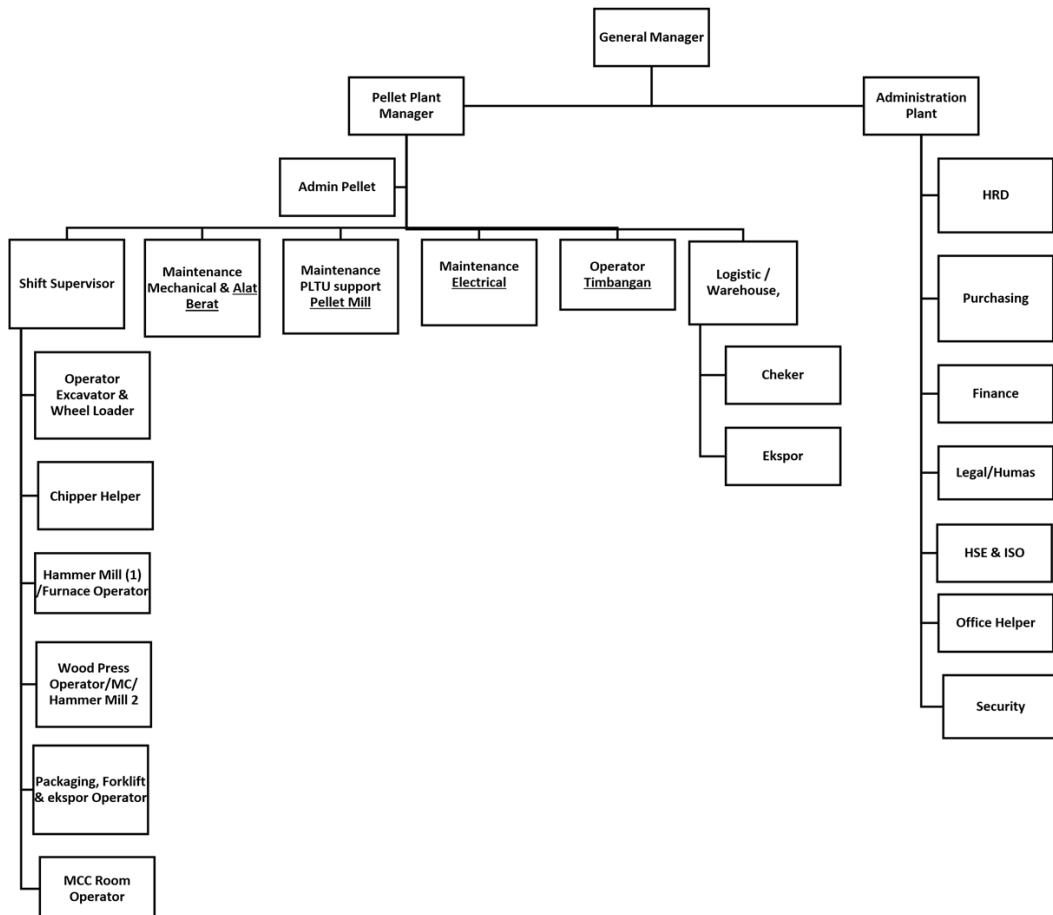 General Manager
Pellet Plant
Manager
Administration
Plant
Admin Pellet
HRD
Shift Supervisor
Maintenance
Mechanical & Alat
Berat
Maintenance
PLTU support
Pellet Mill
Maintenance
Electrical
Operator
Timbangan
Logistic /
Warehouse,
Purchasing
Operator
Excavator &
Wheel Loader
Cheker
Finance
Ekspor
Legal/Humas
Chipper Helper
HSE & ISO
Hammer Mill (1)
/Furnace Operator
Office Helper
Wood Press
Operator/MC/
Hammer Mill 2
Security
Packaging, Forklift
& ekspor Operator
MCC Room
Operator